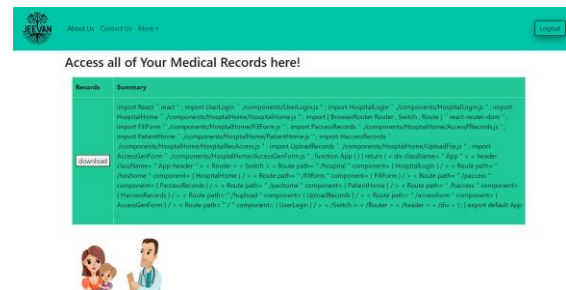 JEEVAN
About Us Contact Us More
Logout
Access all of Your Medical Records here!
Records Summary
import React `` react '' ; import UserLogin `` ./components/UserLogin.js '' ; import HospitalLogin `` ./components/HospitalLogin.js '' ; import
HospitalHome `` ./components/HospitalHome/HospitalHome.js '' ; import { BrowserRouter Router , Switch , Route } `` react-router-dom '' ;
import FillForm `` ./components/HospitalHome/FillForm.js '' ; import PaccessRecords `` ./components/HospitalHome/AccessPRecords.js '' ;
import PatientHome `` ./components/HospitalHome/PatientHome.js '' ; import HaccessRecords ``
./components/HospitalHome/HospitalRecAccess.js '' ; import UploadRecords `` ./components/HospitalHome/UploadFile.js '' ; import
AccessGenForm `` ./components/HospitalHome/AccessGenForm.js '' ; function App ( ) { return ( < div className= '' App '' > < header
download
className= '' App-header '' > < Router > < Switch > < Route path= '' /hospital '' component= { HospitalLogin } / > < Route path= ''
/hoshome '' component= { HospitalHome } / > < Route path= '' /fillform '' component= { FillForm } / > < Route path= '' /paccess ''
component= { PaccessRecords } / > < Route path= '' /pachome '' component= { PatientHome } / > < Route path= '' /haccess '' component=
{ HaccessRecords } / > < Route path= '' /hupload '' component= { UploadRecords } / > < Route path= '' /accessform '' component= {
AccessGenForm } / > < Route path= '' / '' component= { UserLogin } / > < /Switch > < /Router > < /header > < /div > ) ; } export default App
;